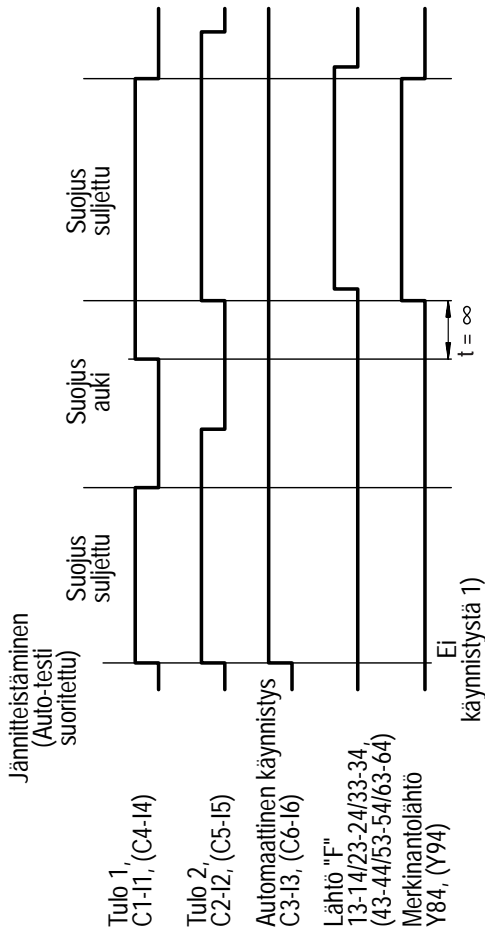 Jännitteistäminen
(Auto-testi
suoritettu)
Suojus
suljettu
Suojus
auki
Suojus
suljettu
Tulo 1,
C1-I1, (C4-I4)
Tulo 2,
C2-I2, (C5-I5)
Automaattinen käynnistys
C3-I3, (C6-I6)
Lähtö "F"
13-14/23-24/33-34,
(43-44/53-54/63-64)
Merkinantolähtö
Y84, (Y94)
Ei
käynnistystä 1)
t = ∞